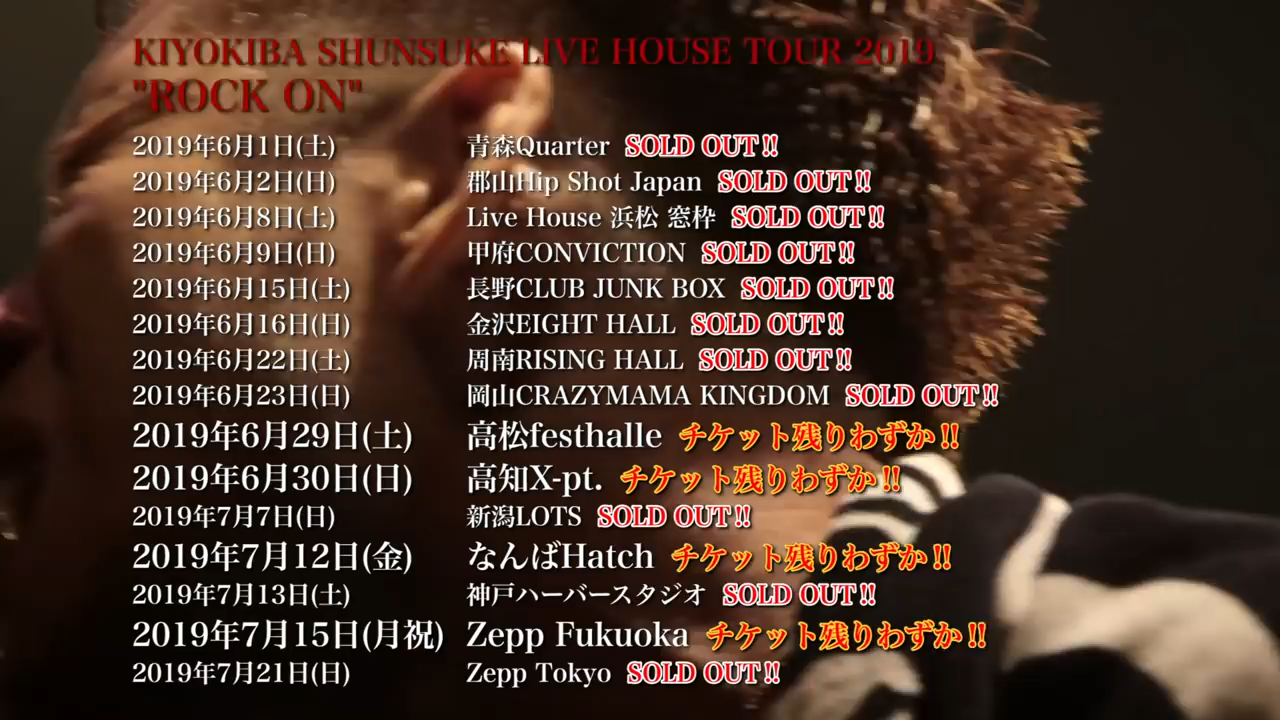 KIYOKIBA SHUNSUKE LIVE HOUSE TOUR 2019
"ROCK ON"
2019年6月1日(土) 青森Quarter SOLD OUT!!
2019年6月2日(日) 郡山Hip Shot Japan SOLD OUT!!
2019年6月8日(土) Live House 浜松 窓枠 SOLD OUT!!
2019年6月9日(日) 甲府CONVICTION SOLD OUT!!
2019年6月15日(土) 長野CLUB JUNK BOX SOLD OUT!!
2019年6月16日(日) 金沢EIGHT HALL SOLD OUT!!
2019年6月22日(土) 周南RISING HALL SOLD OUT!!
2019年6月23日(日) 岡山CRAZYMAMA KINGDOM SOLD OUT!!
2019年6月29日(土) 高松festhalle チケット残りわずか!!
2019年6月30日(日) 高知X-pt. チケット残りわずか!!
2019年7月7日(日) 新潟LOTS SOLD OUT!!
2019年7月12日(金) なんばHatch チケット残りわずか!!
2019年7月13日(土) 神戸ハーバースタジオ SOLD OUT!!
2019年7月15日(月祝) Zepp Fukuoka チケット残りわずか!!
2019年7月21日(日) Zepp Tokyo SOLD OUT!!